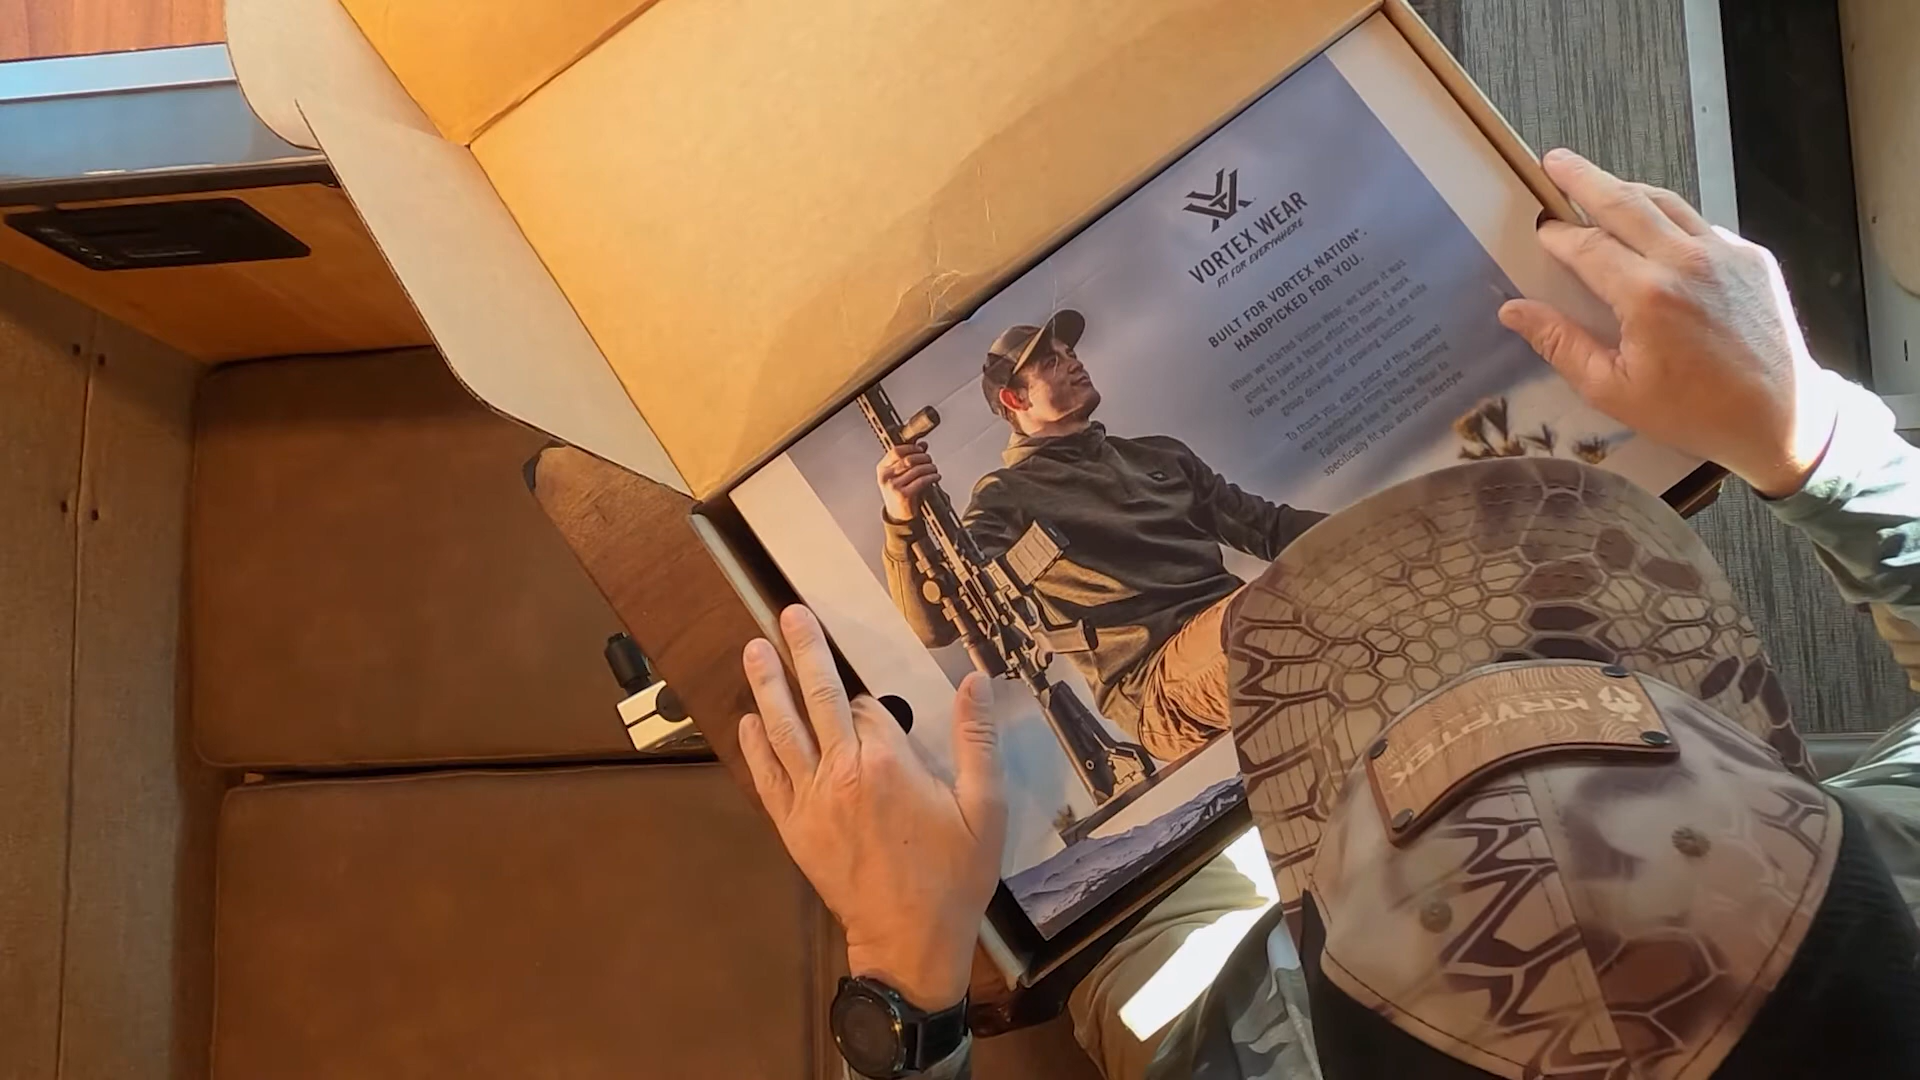 VORTEX WEAR
FIT FOR EVERYWHERE
BUILT FOR VORTEX NATION®.
HANDPICKED FOR YOU.
When we started Vortex Wear, we knew it was
going to take a team effort to make it work.
You are a critical part of that team, of an elite
group driving our growing success.
To thank you, each piece of this apparel
was handpicked from the forthcoming
Fall/Winter line of Vortex Wear to
specifically fit you and your lifestyle.
KRYPTEK